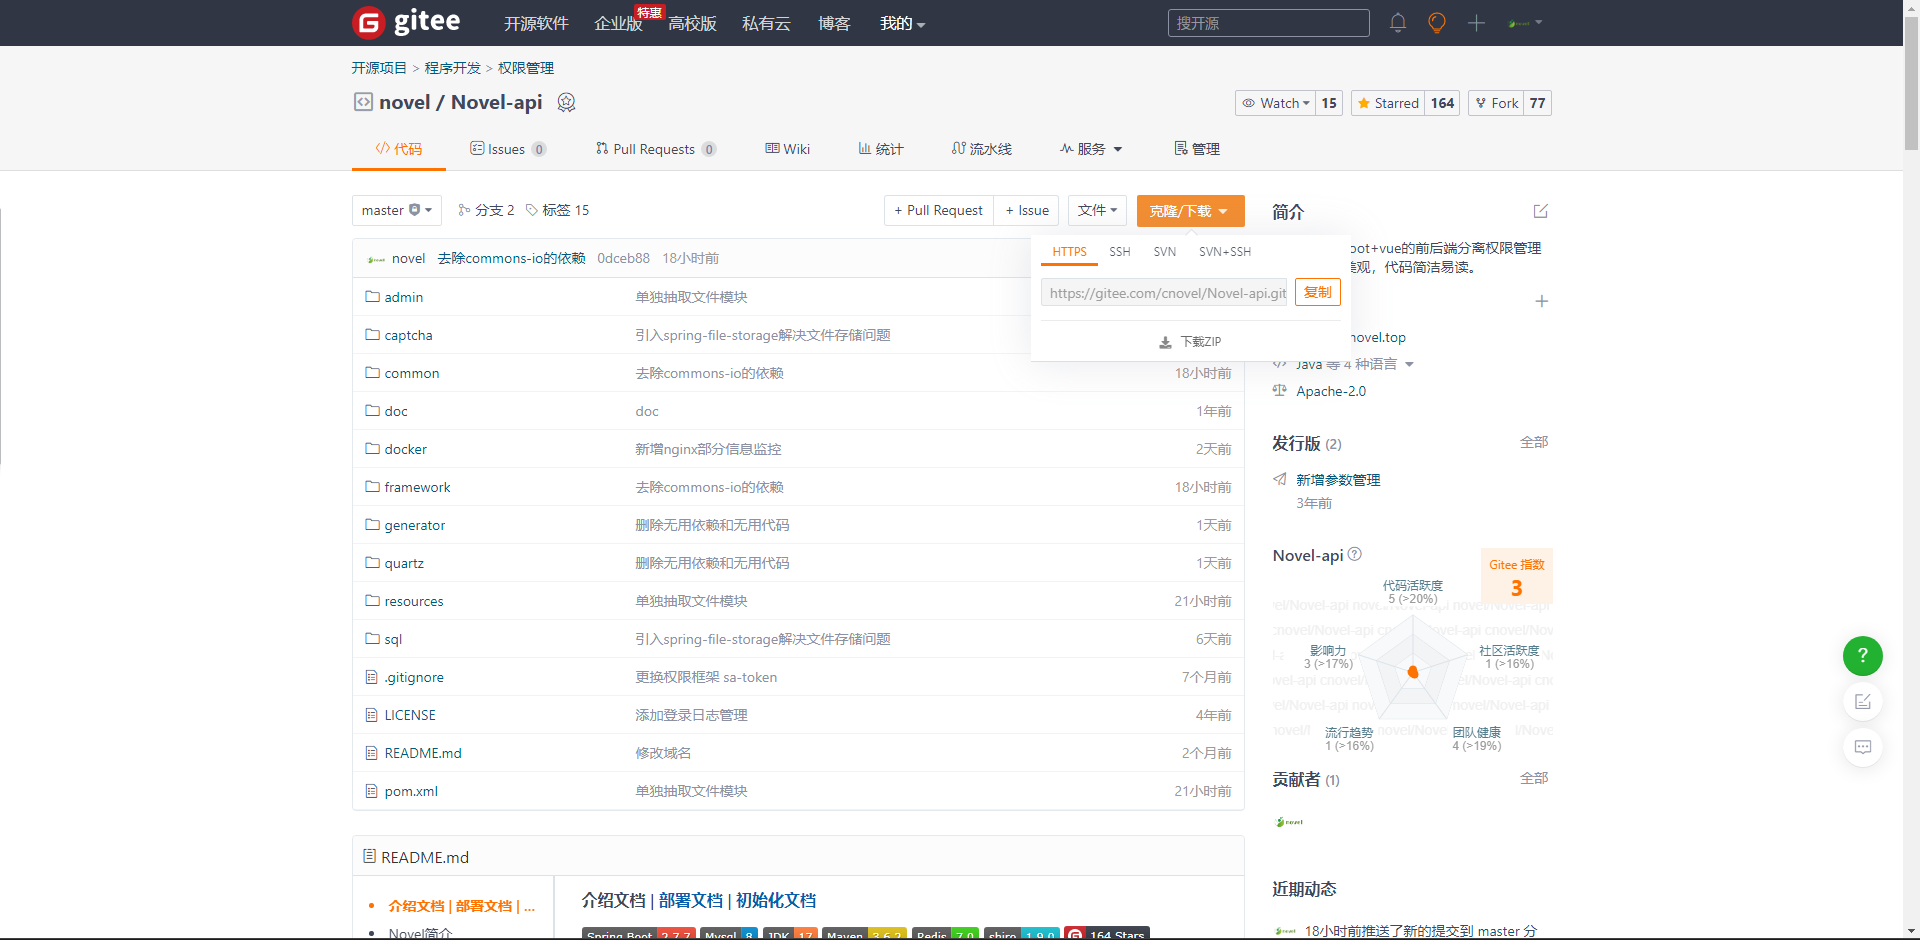 gitee 开源软件 企业版 特惠 高校版 私有云 博客 我的 搜开源
开源项目 > 程序开发 > 权限管理
novel / Novel-api Watch 15 Starred 164 Fork 77
代码 Issues 0 Pull Requests 0 Wiki 统计 流水线 服务 管理
master 分支 2 标签 15 + Pull Request + Issue 文件 克隆/下载
novel 去除commons-io的依赖 0dceb88 18小时前
HTTPS SSH SVN SVN+SSH
https://gitee.com/cnovel/Novel-api.git 复制
下载ZIP
admin 单独抽取文件模块
captcha 引入spring-file-storage解决文件存储问题
common 去除commons-io的依赖 18小时前
doc doc 1年前
docker 新增nginx部分信息监控 2天前
framework 去除commons-io的依赖 18小时前
generator 删除无用依赖和无用代码 1天前
quartz 删除无用依赖和无用代码 1天前
resources 单独抽取文件模块 21小时前
sql 引入spring-file-storage解决文件存储问题 6天前
.gitignore 更换权限框架 sa-token 7个月前
LICENSE 添加登录日志管理 4年前
README.md 修改域名 2个月前
pom.xml 单独抽取文件模块 21小时前
README.md
介绍文档 | 部署文档 | ...
Novel简介
介绍文档 | 部署文档 | 初始化文档
Spring Boot 2.7.7 Mysql 8 JDK 17 Maven 3.6.2 Redis 7.0 shiro 1.9.0 164 Stars
简介
oot+vue的前后端分离权限管理
美观，代码简洁易读。
novel.top
Java 等 4 种语言
Apache-2.0
发行版 (2) 全部
新增参数管理
3年前
Novel-api
Gitee 指数
3
代码活跃度
5 (>20%)
影响力
3 (>17%)
社区活跃度
1 (>16%)
流行趋势
1 (>16%)
团队健康
4 (>19%)
贡献者 (1) 全部
novel
近期动态
18小时前推送了新的提交到 master 分